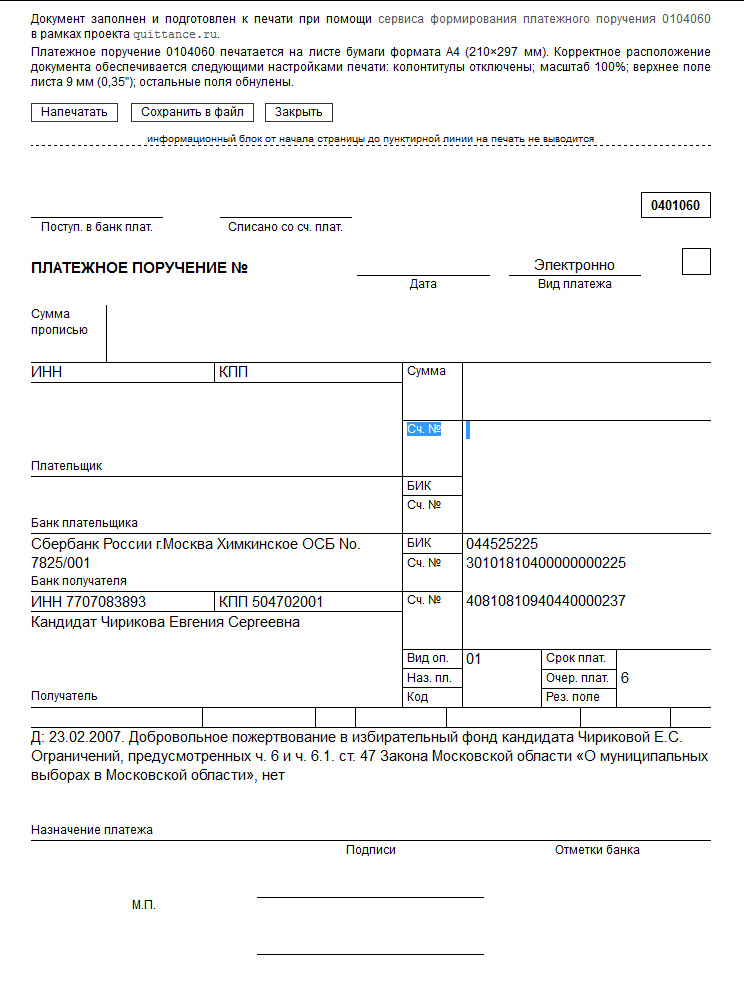 Документ заполнен и подготовлен к печати при помощи сервиса формирования платежного поручения 0104060
в рамках проекта quittance.ru.
Платежное поручение 0104060 печатается на листе бумаги формата А4 (210×297 мм). Корректное расположение
документа обеспечивается следующими настройками печати: колонтитулы отключены; масштаб 100%; верхнее поле
листа 9 мм (0,35"); остальные поля обнулены.
Напечатать Сохранить в файл Закрыть
информационный блок от начала страницы до пунктирной линии на печать не выводится
0401060
Поступ. в банк плат. Списано со сч. плат.
ПЛАТЕЖНОЕ ПОРУЧЕНИЕ № Электронно
Дата Вид платежа
Сумма
прописью
ИНН КПП Сумма
Сч. №
Плательщик
БИК
Сч. №
Банк плательщика
Сбербанк России г.Москва Химкинское ОСБ No. БИК 044525225
7825/001 Сч. № 30101810400000000225
Банк получателя
ИНН 7707083893 КПП 504702001 Сч. № 40810810940440000237
Кандидат Чирикова Евгения Сергеевна
Вид оп. 01 Срок плат.
Наз. пл. Очер. плат. 6
Получатель Код Рез. поле
Д: 23.02.2007. Добровольное пожертвование в избирательный фонд кандидата Чириковой Е.С.
Ограничений, предусмотренных ч. 6 и ч. 6.1. ст. 47 Закона Московской области «О муниципальных
выборах в Московской области», нет
Назначение платежа
Подписи Отметки банка
М.П.